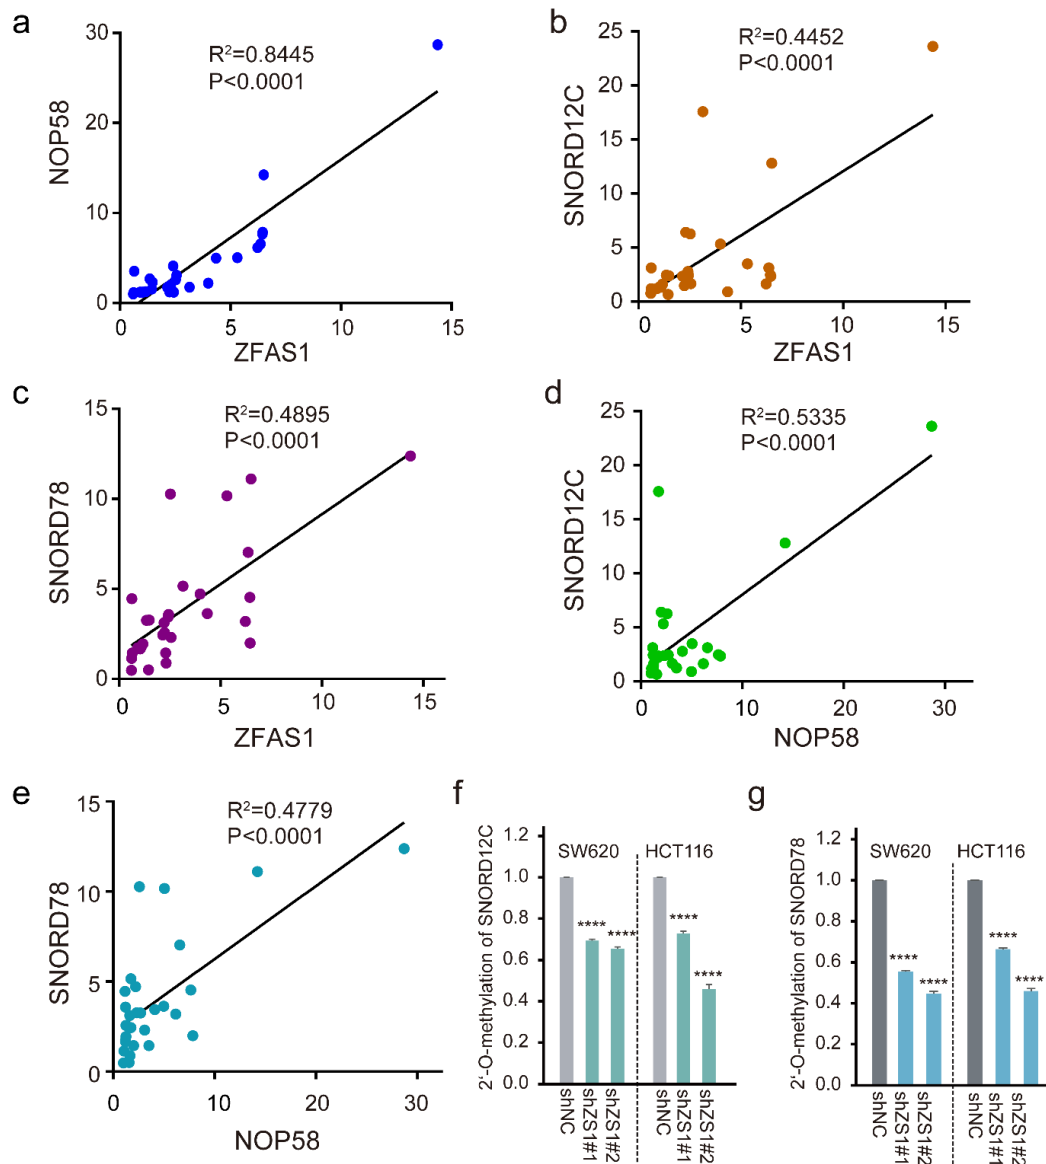 a
R²=0.8445
P<0.0001
NOP58
30
20
10
0
0
5
10
15
ZFAS1
b
R²=0.4452
P<0.0001
SNORD12C
25
20
15
10
5
0
0
5
10
15
ZFAS1
c
R²=0.4895
P<0.0001
SNORD78
15
10
5
0
0
5
10
15
ZFAS1
d
R²=0.5335
P<0.0001
SNORD12C
25
20
15
10
5
0
0
10
20
30
NOP58
e
R²=0.4779
P<0.0001
SNORD78
15
10
5
0
0
10
20
30
NOP58
f
2‘-O-methylation of SNORD12C
1.2
1.0
0.8
0.6
0.4
0.2
0.0
SW620
HCT116
****
****
****
****
shNC
shZS1#1
shZS1#2
shNC
shZS1#1
shZS1#2
g
2‘-O-methylation of SNORD78
1.2
1.0
0.8
0.6
0.4
0.2
0.0
SW620
HCT116
****
****
****
****
shNC
shZS1#1
shZS1#2
shNC
shZS1#1
shZS1#2